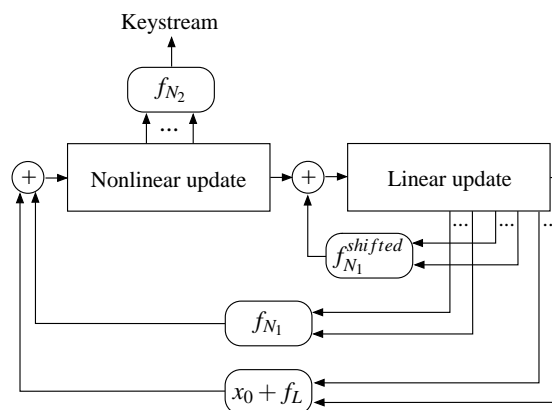 Keystream
f_{N_2}
...
+ Nonlinear update + Linear update
... ... ...
f_{N_1}^{shifted}
f_{N_1}
x_0 + f_L